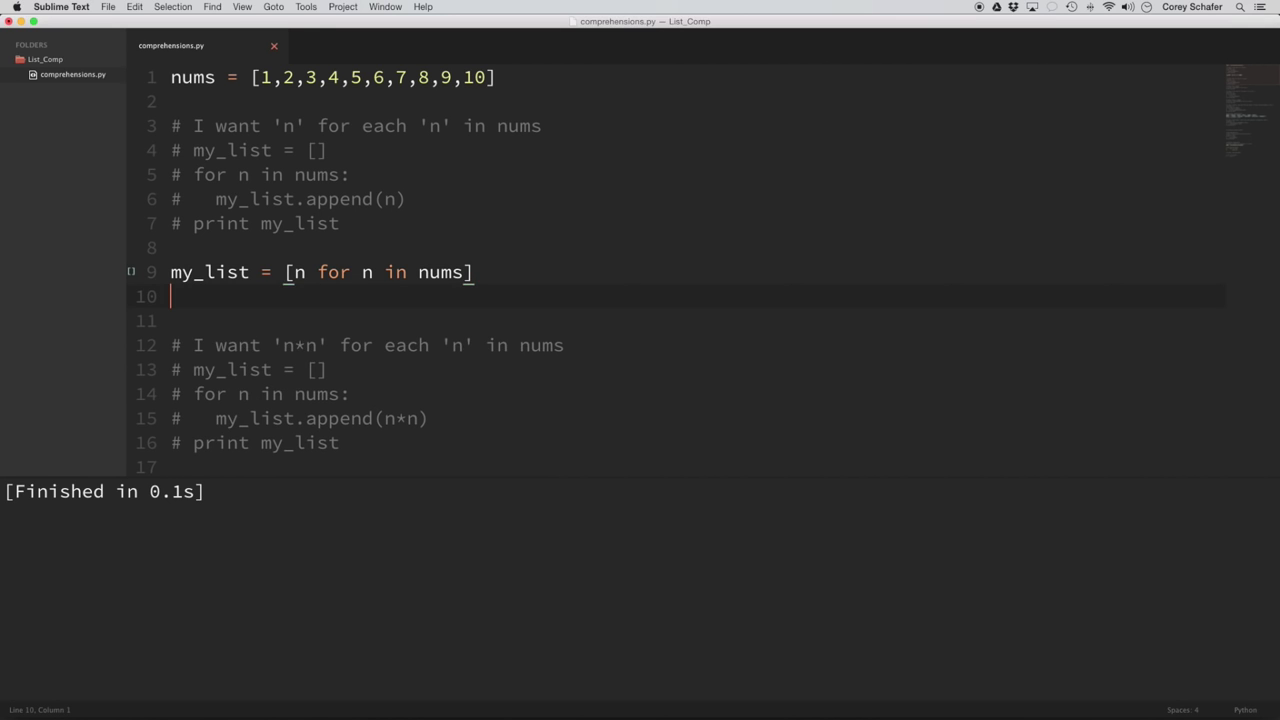 Sublime Text File Edit Selection Find View Goto Tools Project Window Help Corey Schafer
comprehensions.py — List_Comp
FOLDERS
List_Comp
comprehensions.py
comprehensions.py
1 nums = [1,2,3,4,5,6,7,8,9,10]
2
3 # I want 'n' for each 'n' in nums
4 # my_list = []
5 # for n in nums:
6 #   my_list.append(n)
7 # print my_list
8
9 my_list = [n for n in nums]
10
11
12 # I want 'n*n' for each 'n' in nums
13 # my_list = []
14 # for n in nums:
15 #   my_list.append(n*n)
16 # print my_list
17
[Finished in 0.1s]
Line 10, Column 1 Spaces: 4 Python